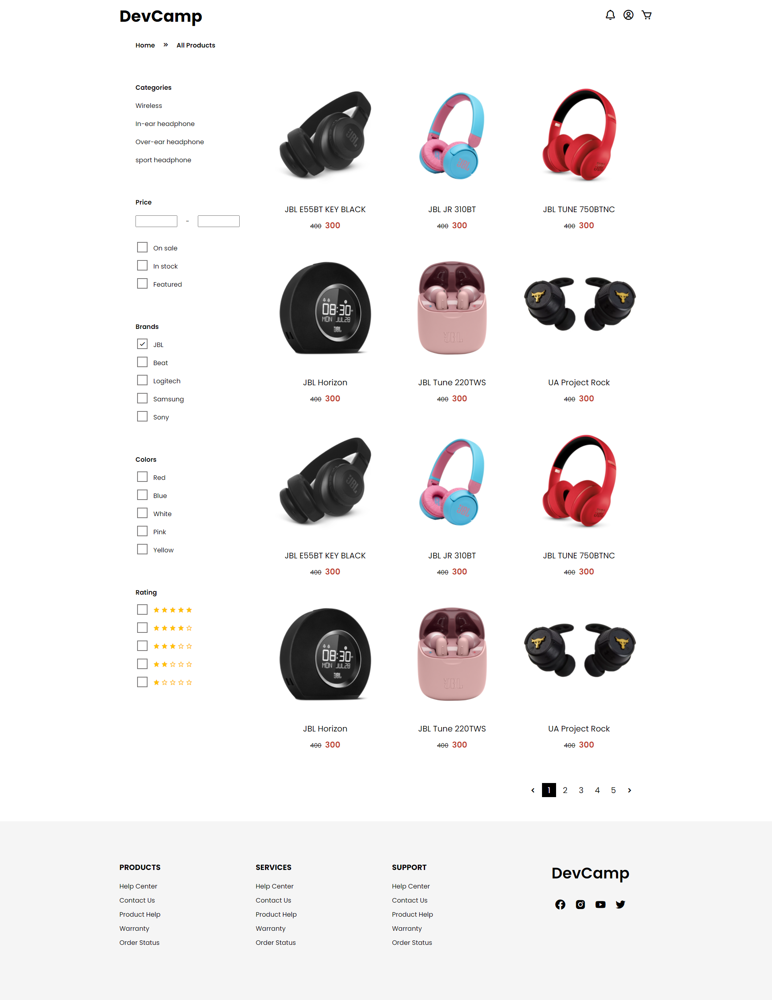 DevCamp
Home » All Products
Categories
Wireless
In-ear headphone
Over-ear headphone
sport headphone
Price
-
On sale
In stock
Featured
Brands
JBL
Beat
Logitech
Samsung
Sony
Colors
Red
Blue
White
Pink
Yellow
Rating
JBL
JBL
JBL
JBL E55BT KEY BLACK
JBL JR 310BT
JBL TUNE 750BTNC
400 300
400 300
400 300
08:30
MON JUL28
JBL
JBL
JBL Horizon
JBL Tune 220TWS
UA Project Rock
400 300
400 300
400 300
JBL
JBL
JBL
JBL E55BT KEY BLACK
JBL JR 310BT
JBL TUNE 750BTNC
400 300
400 300
400 300
08:30
MON JUL28
JBL
JBL
JBL Horizon
JBL Tune 220TWS
UA Project Rock
400 300
400 300
400 300
1 2 3 4 5
PRODUCTS
Help Center
Contact Us
Product Help
Warranty
Order Status
SERVICES
Help Center
Contact Us
Product Help
Warranty
Order Status
SUPPORT
Help Center
Contact Us
Product Help
Warranty
Order Status
DevCamp